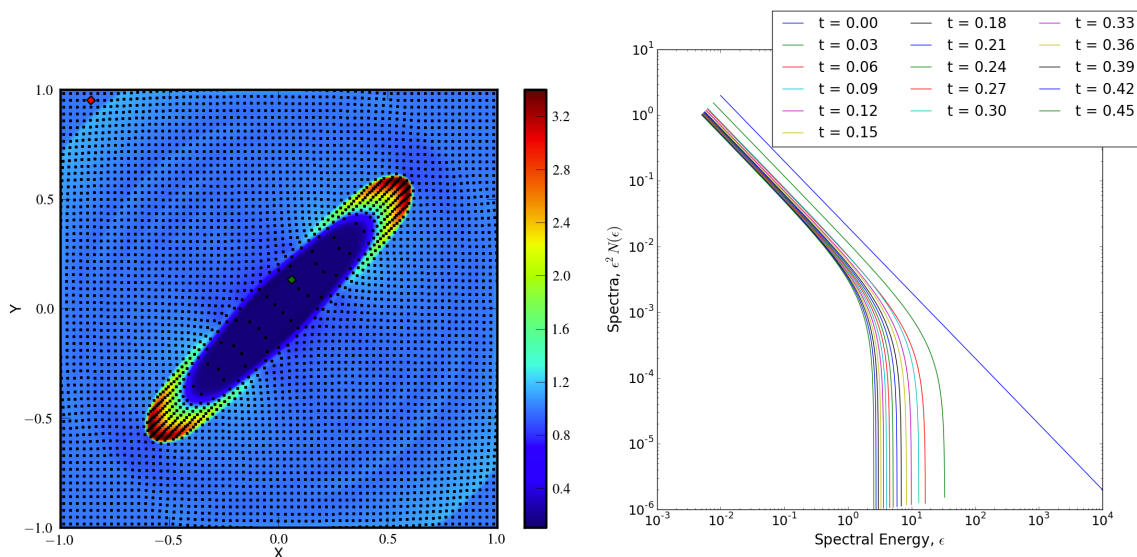 1.0
0.5
0.0
−0.5
−1.0
Y
−1.0 −0.5 0.0 0.5 1.0
X
3.2
2.8
2.4
2.0
1.6
1.2
0.8
0.4
t = 0.00 t = 0.18 t = 0.33
t = 0.03 t = 0.21 t = 0.36
t = 0.06 t = 0.24 t = 0.39
t = 0.09 t = 0.27 t = 0.42
t = 0.12 t = 0.30 t = 0.45
t = 0.15
10^1
10^0
10^-1
10^-2
10^-3
10^-4
10^-5
10^-6
Spectra, ϵ² N(ϵ)
10^-3 10^-2 10^-1 10^0 10^1 10^2 10^3 10^4
Spectral Energy, ϵ